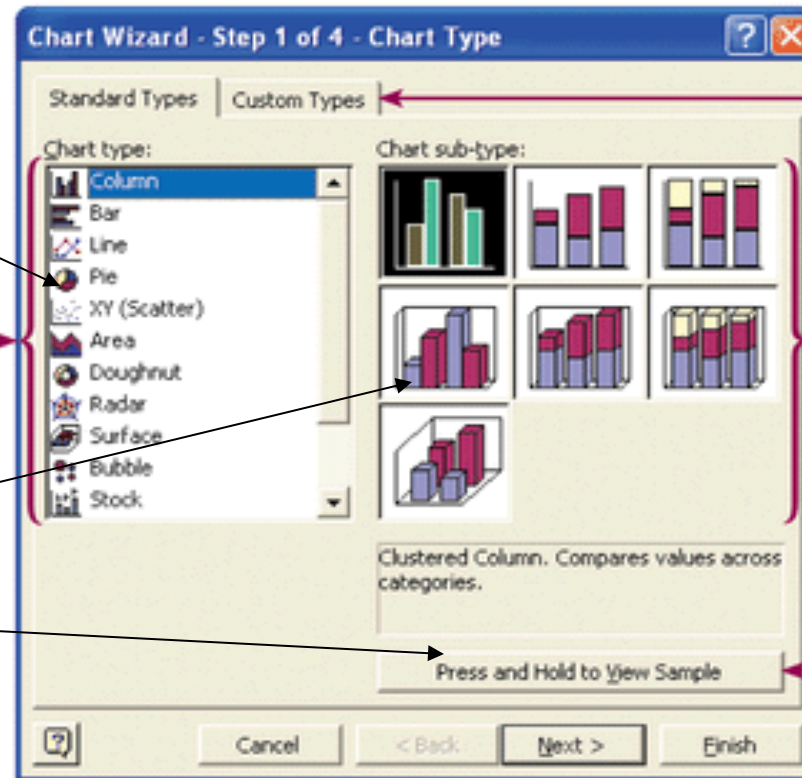 Chart Wizard - Step 1 of 4 - Chart Type
Standard Types
Custom Types
Chart type:
Column
Bar
Line
Pie
XY (Scatter)
Area
Doughnut
Radar
Surface
Bubble
Stock
Chart sub-type:
Clustered Column. Compares values across
categories.
Press and Hold to View Sample
Cancel
< Back
Next >
Finish